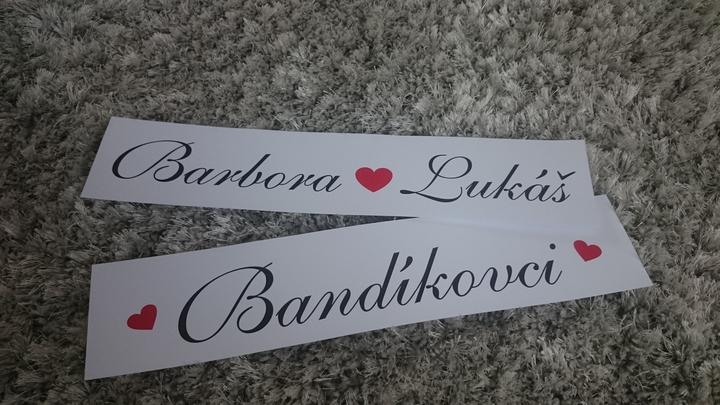 Barbora ❤ Lukáš
❤ Bandíkovci ❤